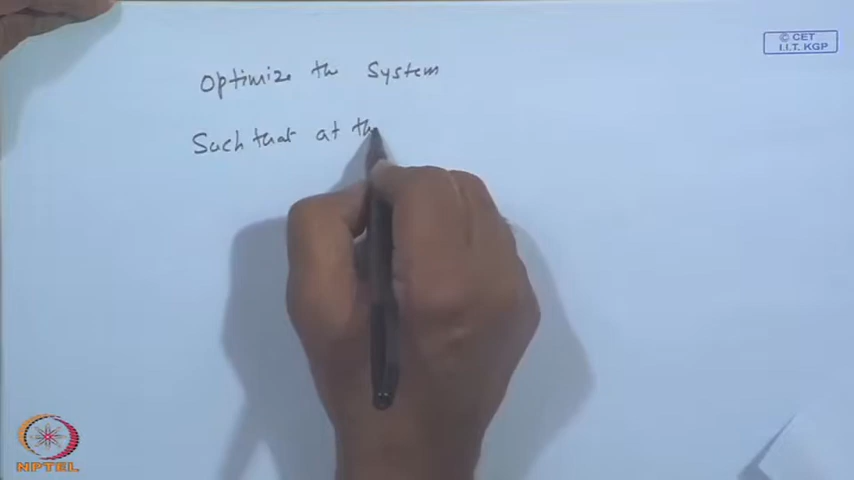 © CET
I.I.T. KGP
Optimize the System
Such that at th
NPTEL